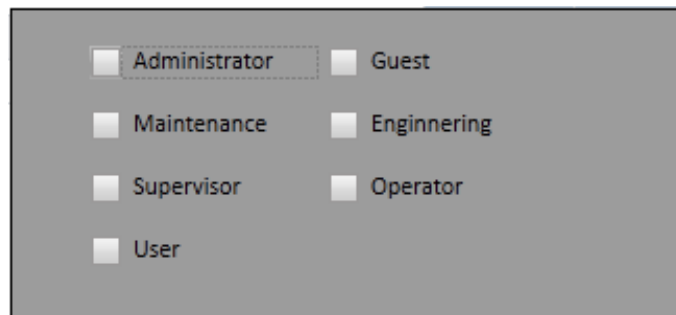 Administrator Guest
Maintenance Enginnering
Supervisor Operator
User